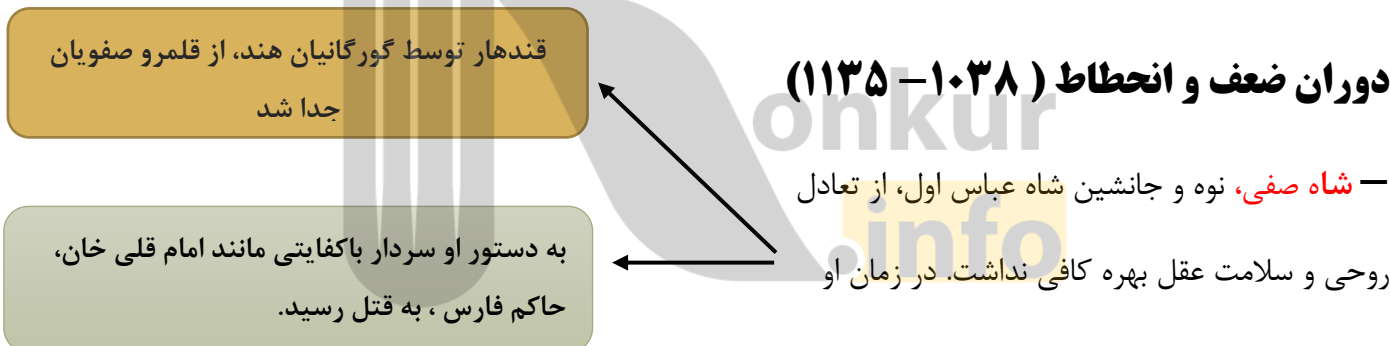 دوران ضعف و انحطاط ( ۱۰۳۸– ۱۱۳۵)
– شاه صفی، نوه و جانشین شاه عباس اول، از تعادل
روحی و سلامت عقل بهره کافی نداشت. در زمان او
قندهار توسط گورگانیان هند، از قلمرو صفویان
جدا شد
به دستور او سردار باکفایتی مانند امام قلی خان،
حاکم فارس ، به قتل رسید.
onkur
.info